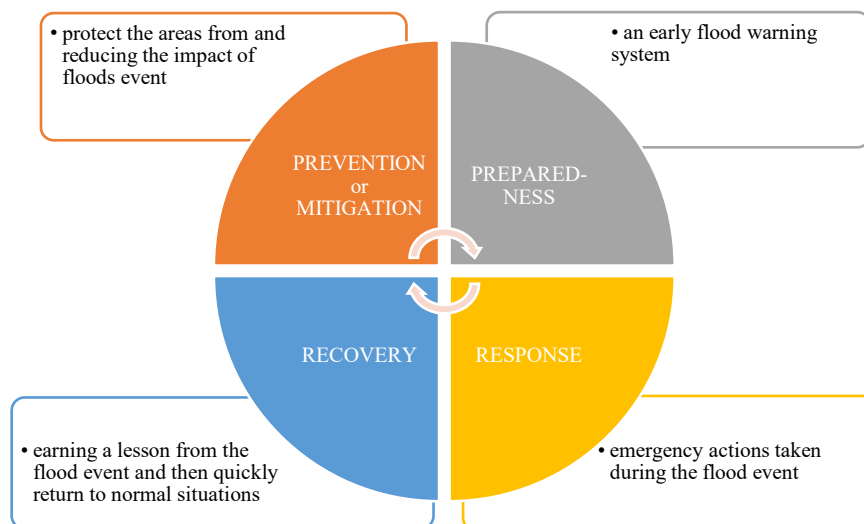 • protect the areas from and
reducing the impact of
floods event
• an early flood warning
system
PREVENTION
or
MITIGATION
PREPARED-
NESS
RECOVERY
RESPONSE
• earning a lesson from the
flood event and then quickly
return to normal situations
• emergency actions taken
during the flood event